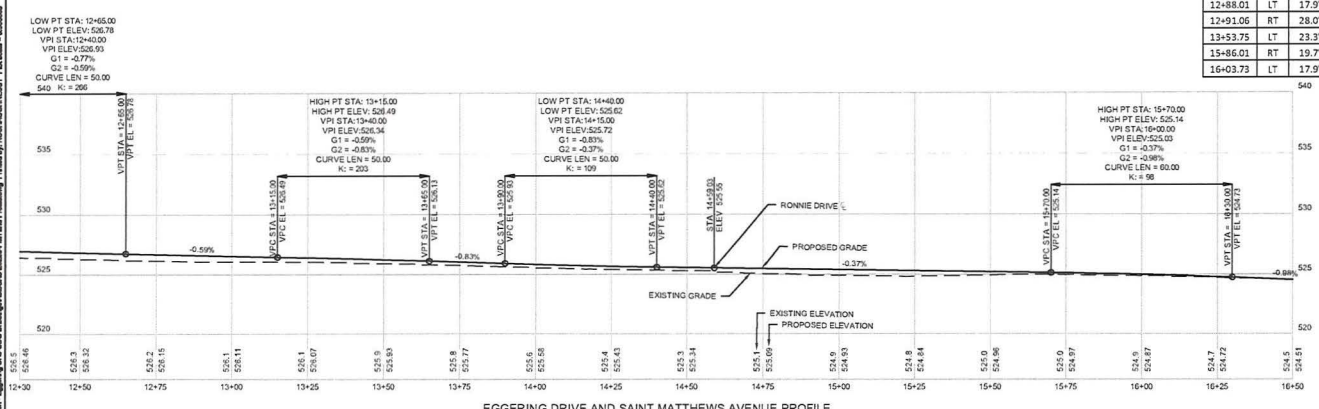 12+88.01 LT 17.9'
12+91.06 RT 28.0'
13+53.75 LT 23.3'
15+86.01 RT 19.7'
16+03.73 LT 17.9'
LOW PT STA: 12+65.00
LOW PT ELEV: 526.78
VPI STA:12+40.00
VPI ELEV:526.93
G1 = -0.77%
G2 = -0.59%
CURVE LEN = 50.00
K: = 266
HIGH PT STA: 13+15.00
HIGH PT ELEV: 526.49
VPI STA:13+40.00
VPI ELEV:526.34
G1 = -0.59%
G2 = -0.83%
CURVE LEN = 50.00
K: = 203
LOW PT STA: 14+40.00
LOW PT ELEV: 525.62
VPI STA:14+15.00
VPI ELEV:525.72
G1 = -0.83%
G2 = -0.37%
CURVE LEN = 50.00
K: = 109
HIGH PT STA: 15+70.00
HIGH PT ELEV: 525.14
VPI STA:16+00.00
VPI ELEV:525.03
G1 = -0.37%
G2 = -0.98%
CURVE LEN = 60.00
K: = 98
540
540
535
535
530
530
525
525
520
520
VPT STA = 12+65.00
VPT EL = 526.78
VPC STA = 13+15.00
VPC EL = 526.49
VPT STA = 13+65.00
VPT EL = 526.13
VPC STA = 13+90.00
VPC EL = 525.93
VPT STA = 14+40.00
VPT EL = 525.62
STA 14+59.03
ELEV 525.55
VPC STA = 15+70.00
VPC EL = 525.14
VPT STA = 16+30.00
VPT EL = 524.73
RONNIE DRIVE
PROPOSED GRADE
-0.59%
-0.83%
-0.37%
-0.98%
EXISTING GRADE
EXISTING ELEVATION
PROPOSED ELEVATION
526.5 526.46
526.3 526.32
526.2 526.15
526.1 526.11
526.1 526.07
525.9 525.93
525.8 525.77
525.6 525.58
525.4 525.43
525.3 525.34
525.1 525.09
524.9 524.93
524.8 524.84
525.0 524.96
525.0 524.97
524.9 524.87
524.7 524.72
524.5 524.51
12+30 12+50 12+75 13+00 13+25 13+50 13+75 14+00 14+25 14+50 14+75 15+00 15+25 15+50 15+75 16+00 16+25 16+50
EGGERING DRIVE AND SAINT MATTHEWS AVENUE PROFILE